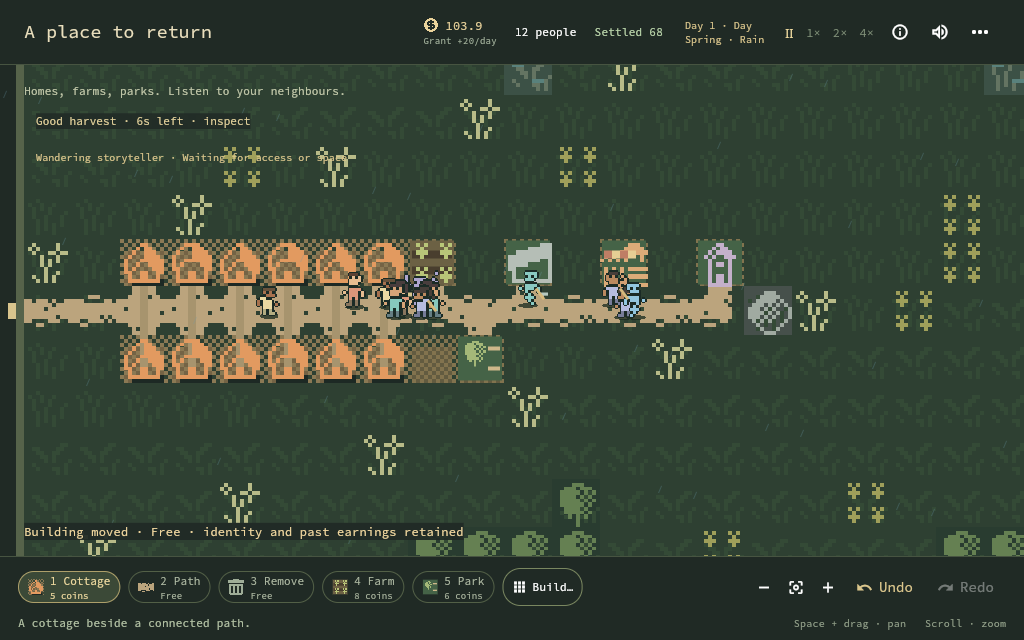 A place to return
103.9
Grant +20/day
12 people
Settled 68
Day 1 · Day
Spring · Rain
1×
2×
4×
Homes, farms, parks. Listen to your neighbours.
Good harvest · 6s left · inspect
Wandering storyteller · Waiting for access or space
Building moved · Free · identity and past earnings retained
1 Cottage
5 coins
2 Path
Free
3 Remove
Free
4 Farm
8 coins
5 Park
6 coins
Build…
Undo
Redo
A cottage beside a connected path.
Space + drag · pan
Scroll · zoom